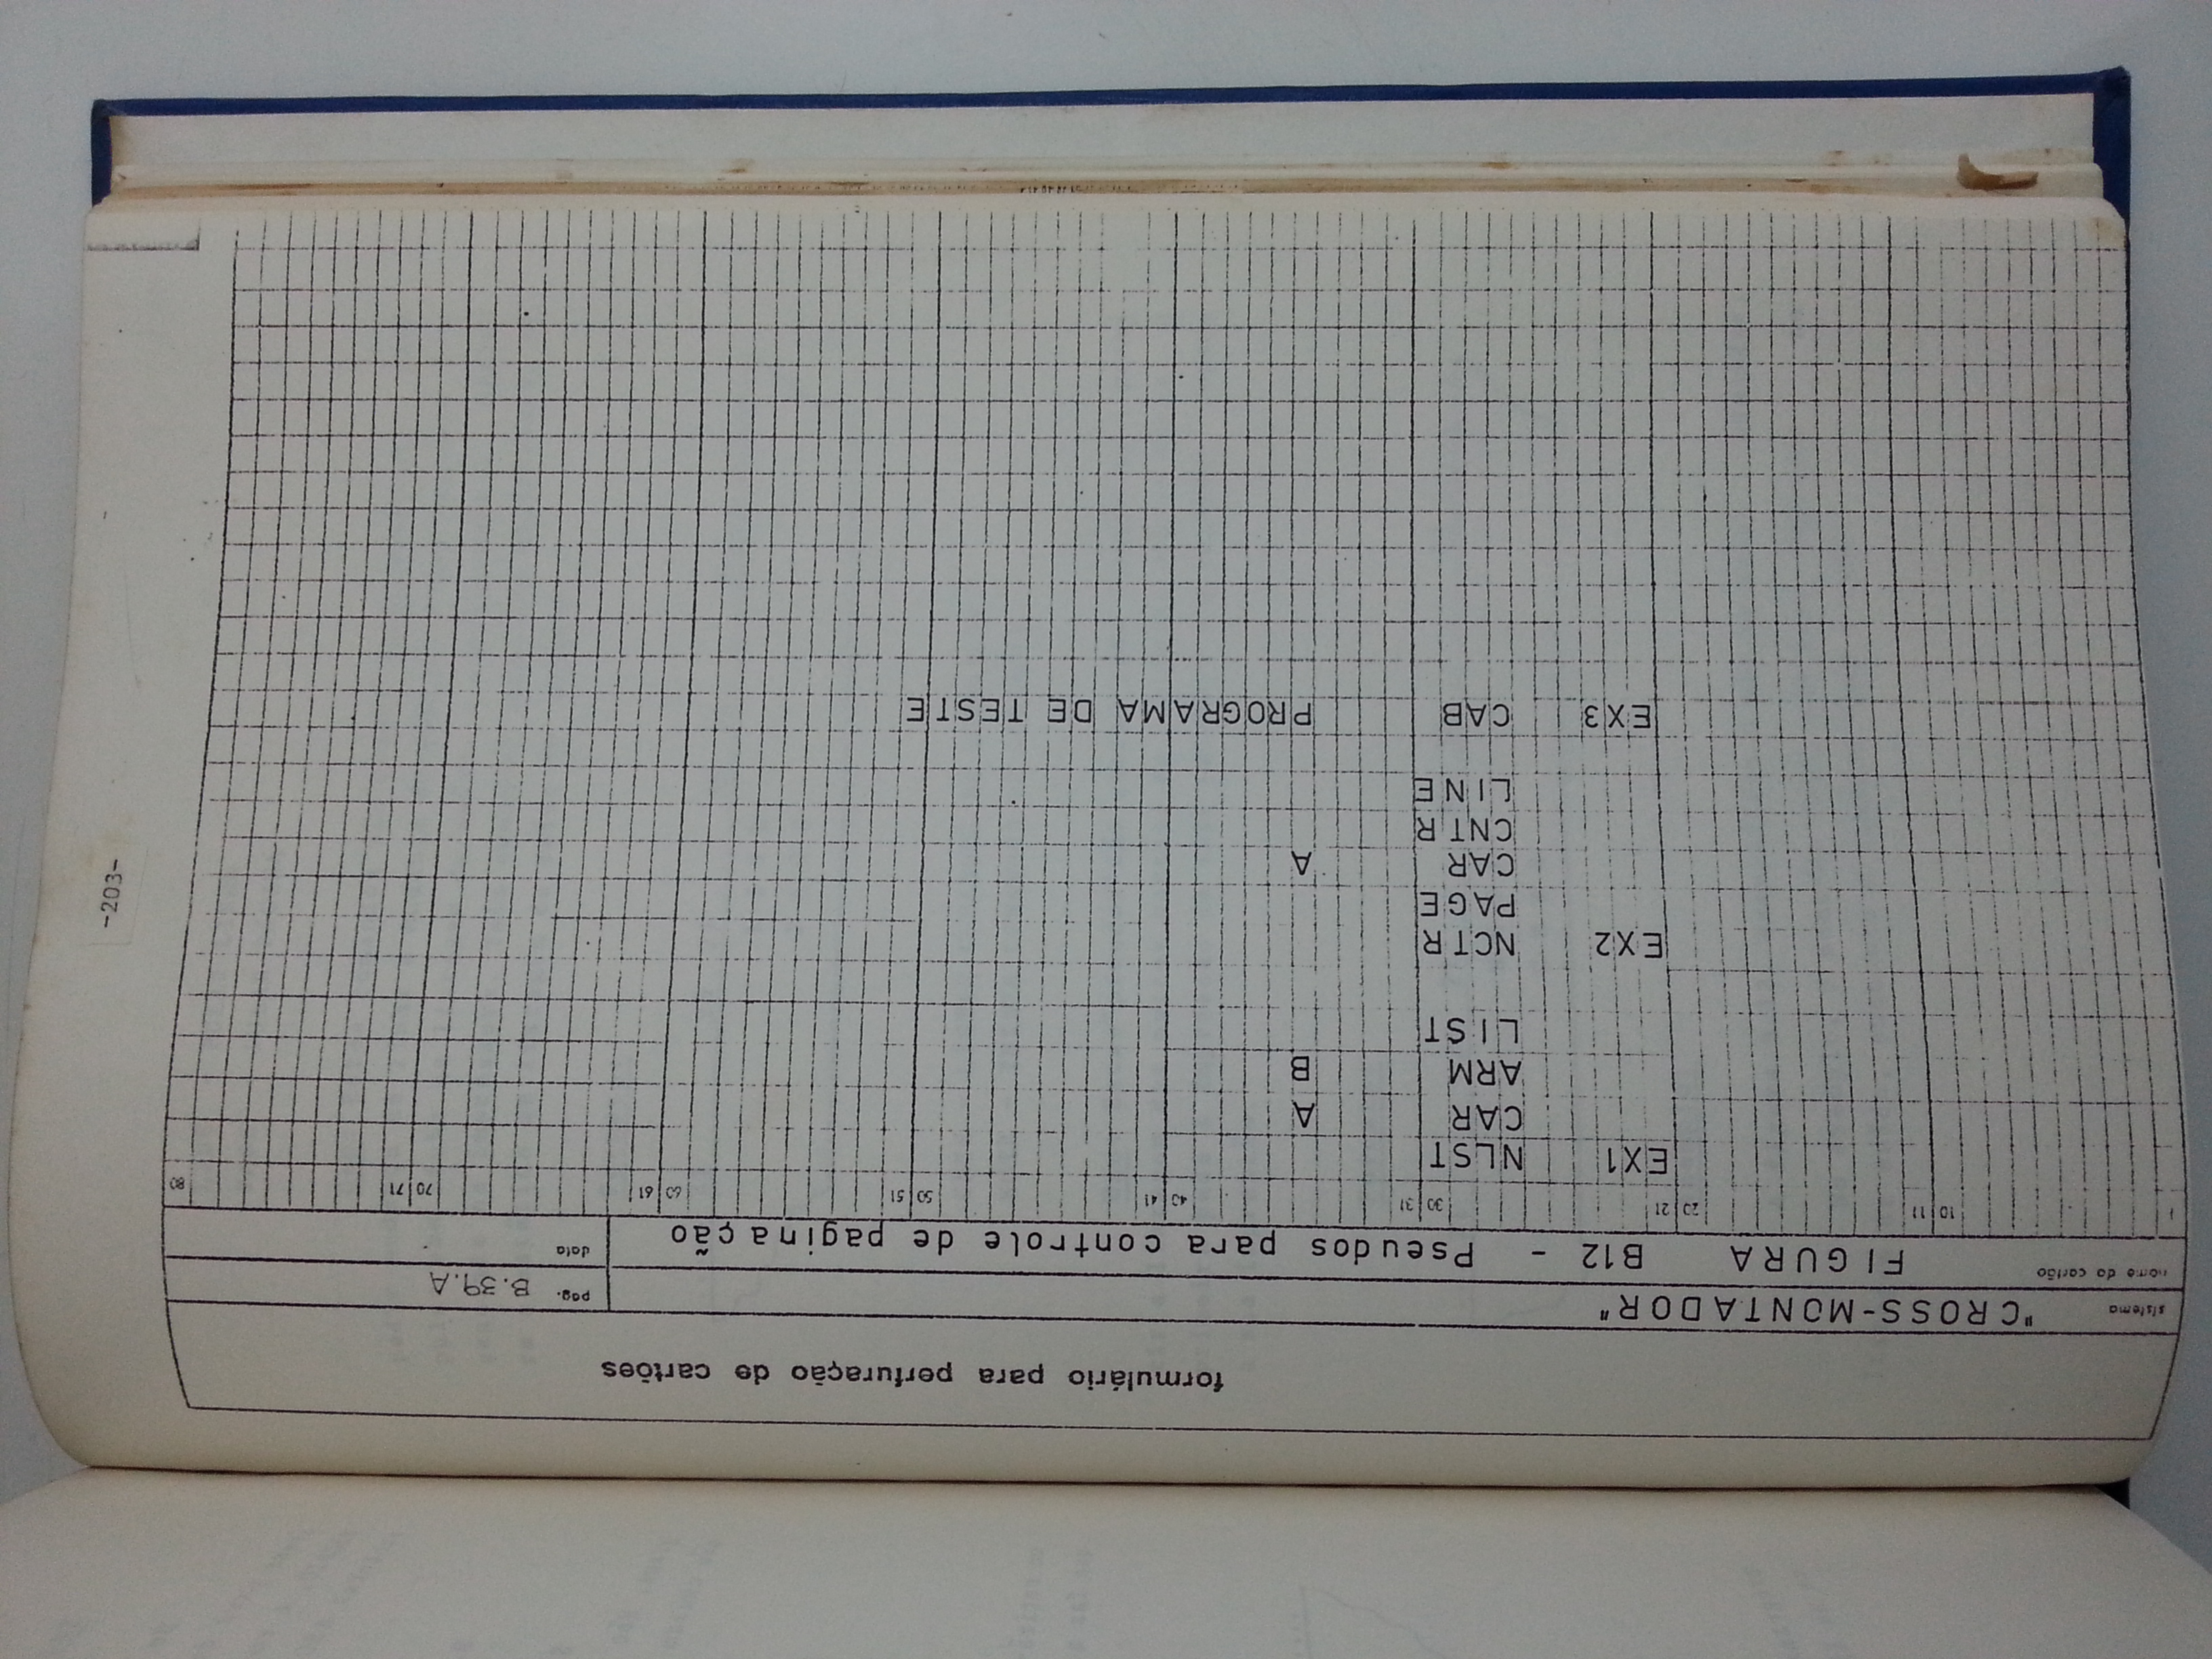 -203-
formulário para perfuração de cartões
sistema "CROSS-MONTADOR"
pag. B.39.A
nome do cartão FIGURA B12 - Pseudos para controle de paginação
data
1 10 11 20 21 30 31 40 41 50 51 60 61 70 71 80
EX1 NLST
CAR A
ARM B
LIST
EX2 NCTR
PAGE
CAR A
CNTR
LINE
EX3 CAB PROGRAMA DE TESTE